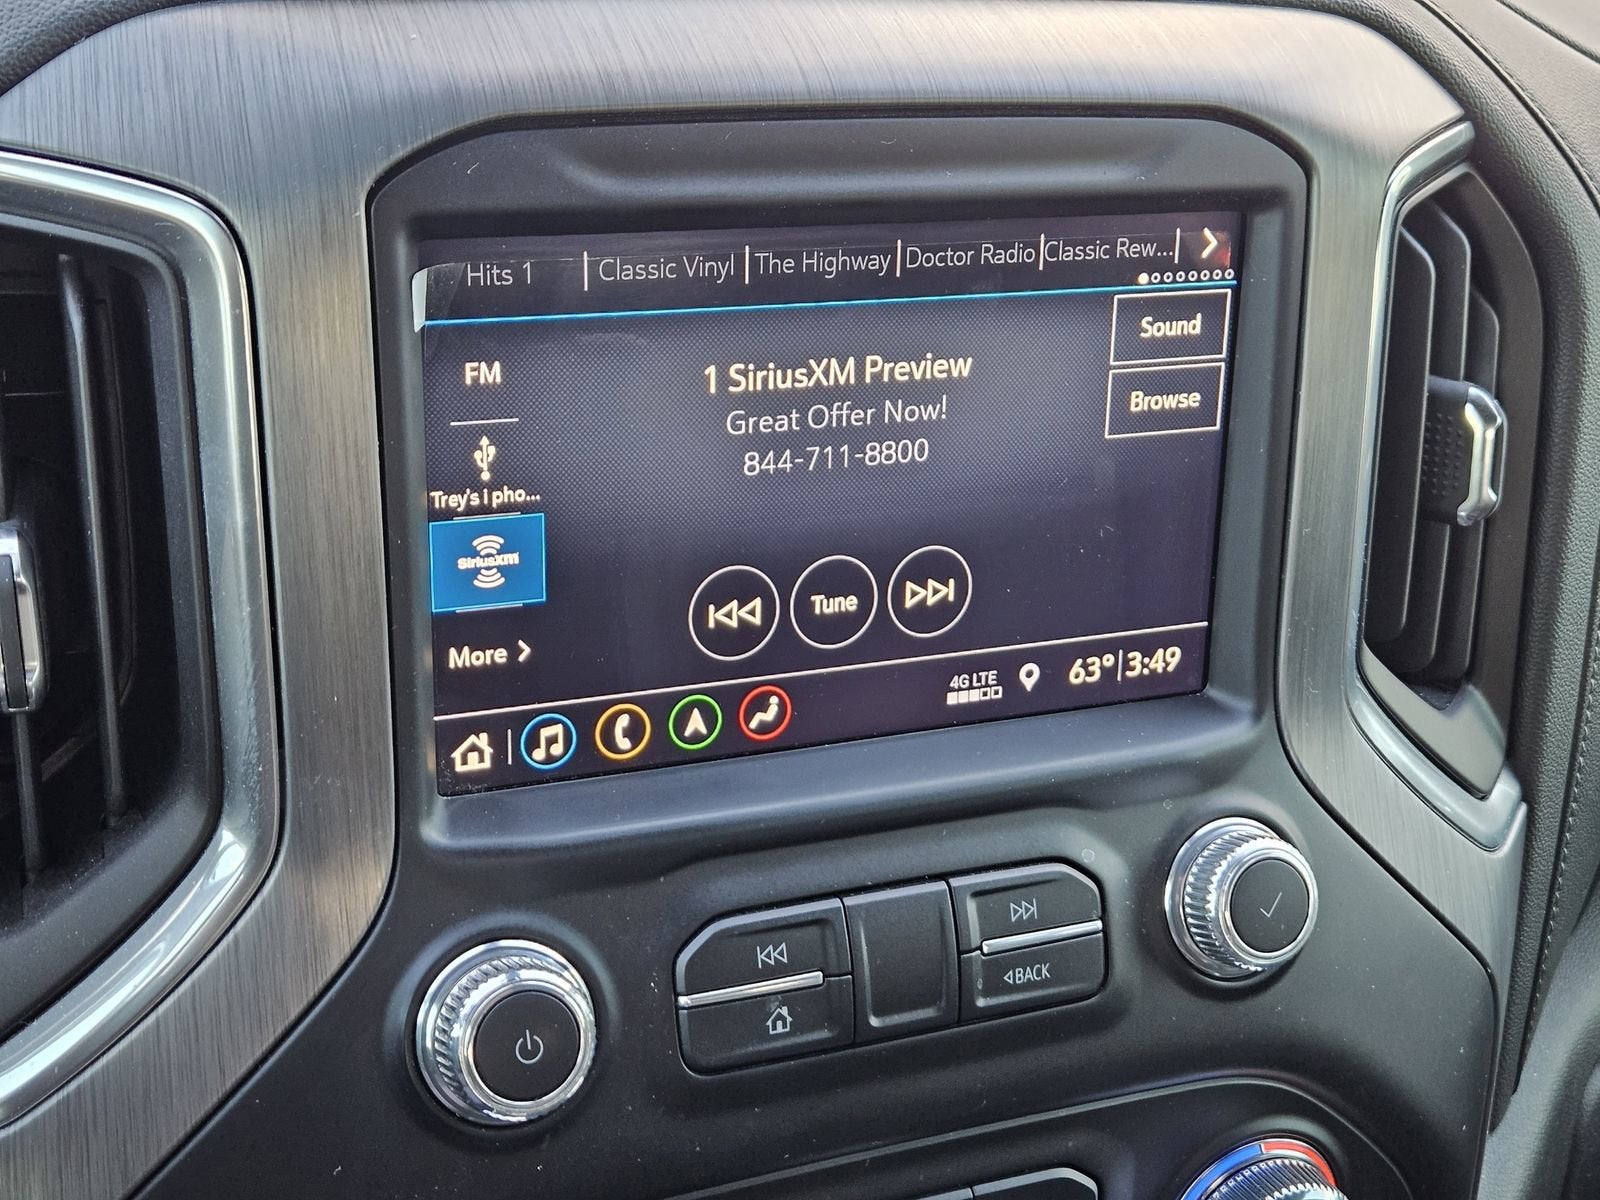 Hits 1 Classic Vinyl The Highway Doctor Radio Classic Rew...
Sound
Browse
FM
Trey's i pho...
SiriusXM
More
1 SiriusXM Preview
Great Offer Now!
844-711-8800
Tune
4G LTE 63° 3:49
BACK